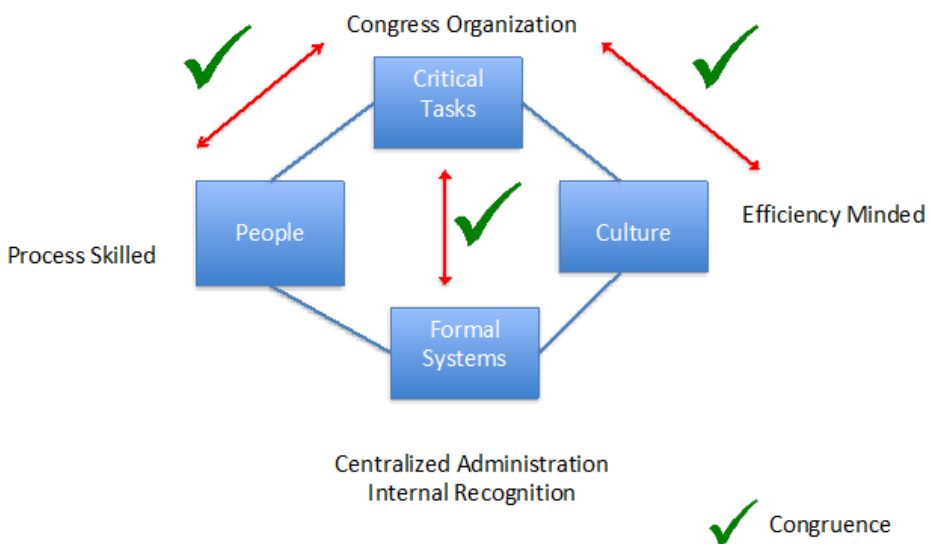 Congress Organization
Critical
Tasks
People
Culture
Efficiency Minded
Process Skilled
Formal
Systems
Centralized Administration
Internal Recognition
Congruence